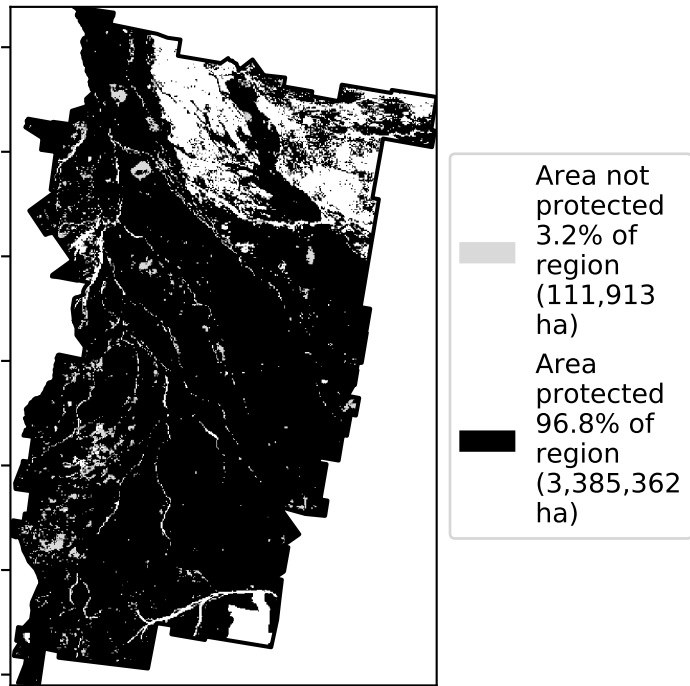 Area not
protected
3.2% of
region
(111,913
ha)
Area
protected
96.8% of
region
(3,385,362
ha)